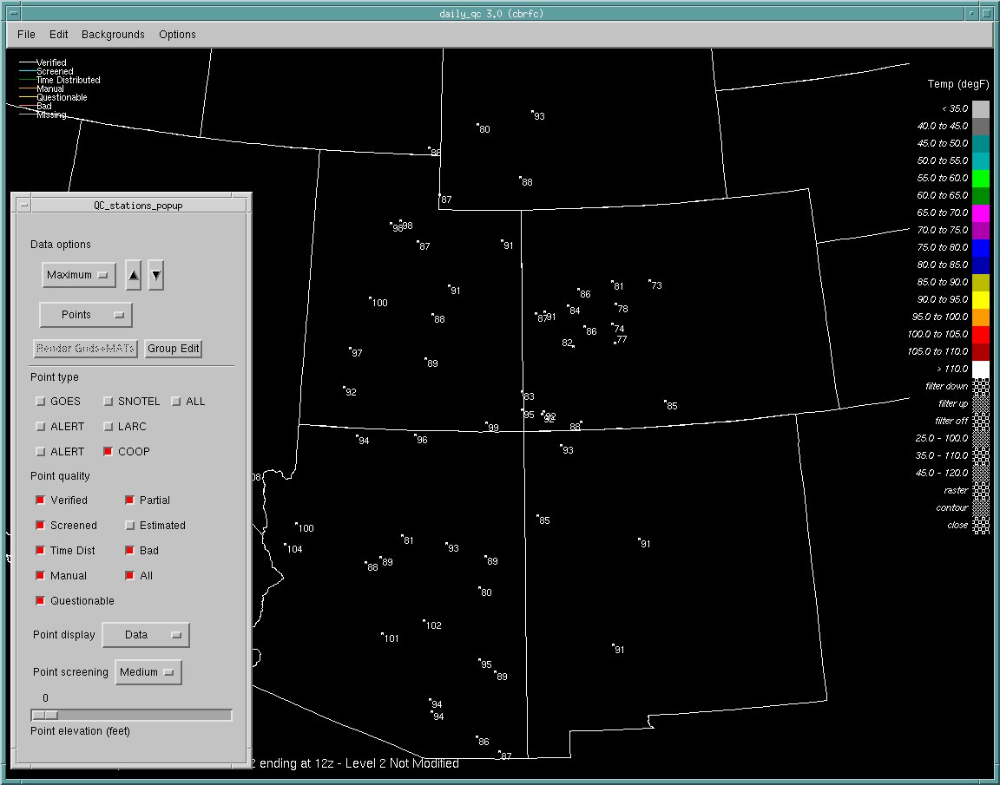 daily_qc 3.0 (cbrfc)
File Edit Backgrounds Options
Verified
Screened
Time Distributed
Manual
Questionable
Bad
Missing
Temp (degF)
< 35.0
40.0 to 45.0
45.0 to 50.0
50.0 to 55.0
55.0 to 60.0
60.0 to 65.0
65.0 to 70.0
70.0 to 75.0
75.0 to 80.0
80.0 to 85.0
85.0 to 90.0
90.0 to 95.0
95.0 to 100.0
100.0 to 105.0
105.0 to 110.0
> 110.0
filter down
filter up
filter off
25.0 - 100.0
35.0 - 110.0
45.0 - 120.0
raster
contour
close
QC_stations_popup
Data options
Maximum
Points
Render Grids+MATs Group Edit
Point type
GOES SNOTEL ALL
ALERT LARC
ALERT COOP
Point quality
Verified Partial
Screened Estimated
Time Dist Bad
Manual All
Questionable
Point display Data
Point screening Medium
0
Point elevation (feet)
93
80
86
88
87
98 98
87 91
91 81 73
100 86
88 84 78
87 91
86 74
82 77
97
89
92
83
85
95 92
92
99 88
94 96
93
08
85
100
81 91
104 93
88 89 89
80
102
101
91
95
89
94
94
86
87
2 ending at 12z - Level 2 Not Modified